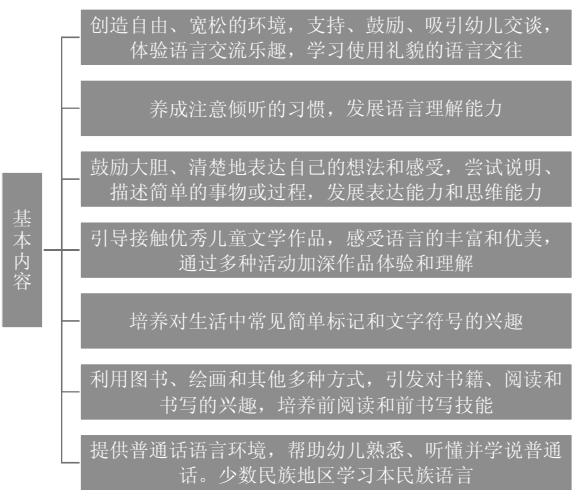 基本内容
创造自由、宽松的环境，支持、鼓励、吸引幼儿交谈，
体验语言交流乐趣，学习使用礼貌的语言交往
养成注意倾听的习惯，发展语言理解能力
鼓励大胆、清楚地表达自己的想法和感受，尝试说明、
描述简单的事物或过程，发展表达能力和思维能力
引导接触优秀儿童文学作品，感受语言的丰富和优美，
通过多种活动加深作品体验和理解
培养对生活中常见简单标记和文字符号的兴趣
利用图书、绘画和其他多种方式，引发对书籍、阅读和
书写的兴趣，培养前阅读和前书写技能
提供普通话语言环境，帮助幼儿熟悉、听懂并学说普通
话。少数民族地区学习本民族语言